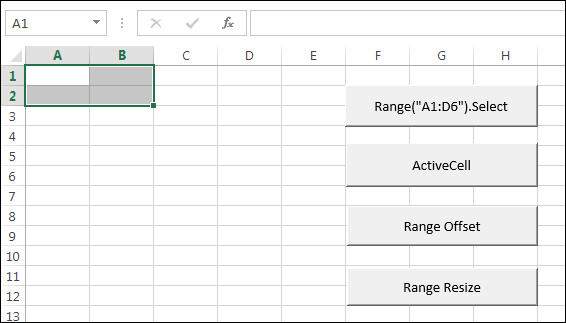 A1 fx
A B C D E F G H
1
2
3
4
5
6
7
8
9
10
11
12
13
Range("A1:D6").Select
ActiveCell
Range Offset
Range Resize